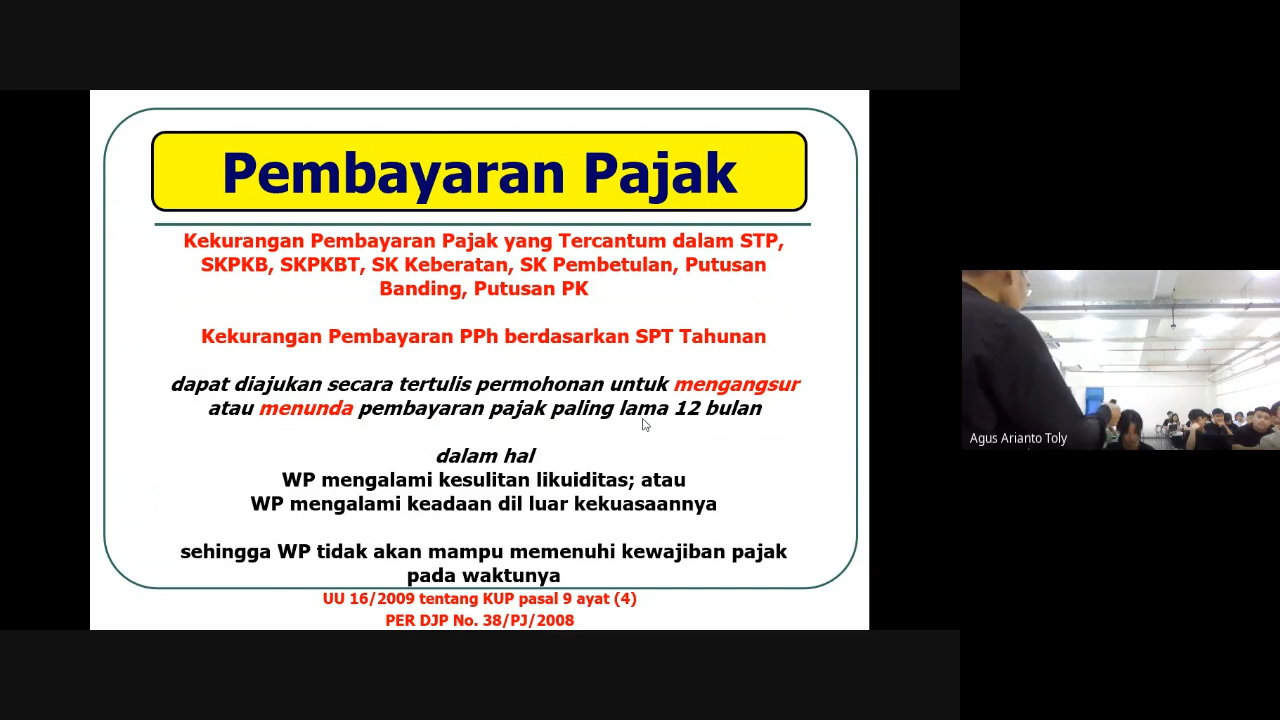 Pembayaran Pajak
Kekurangan Pembayaran Pajak yang Tercantum dalam STP,
SKPKB, SKPKBT, SK Keberatan, SK Pembetulan, Putusan
Banding, Putusan PK
Kekurangan Pembayaran PPh berdasarkan SPT Tahunan
dapat diajukan secara tertulis permohonan untuk mengangsur
atau menunda pembayaran pajak paling lama 12 bulan
dalam hal
WP mengalami kesulitan likuiditas; atau
WP mengalami keadaan dil luar kekuasaannya
sehingga WP tidak akan mampu memenuhi kewajiban pajak
pada waktunya
UU 16/2009 tentang KUP pasal 9 ayat (4)
PER DJP No. 38/PJ/2008
Agus Arianto Toly